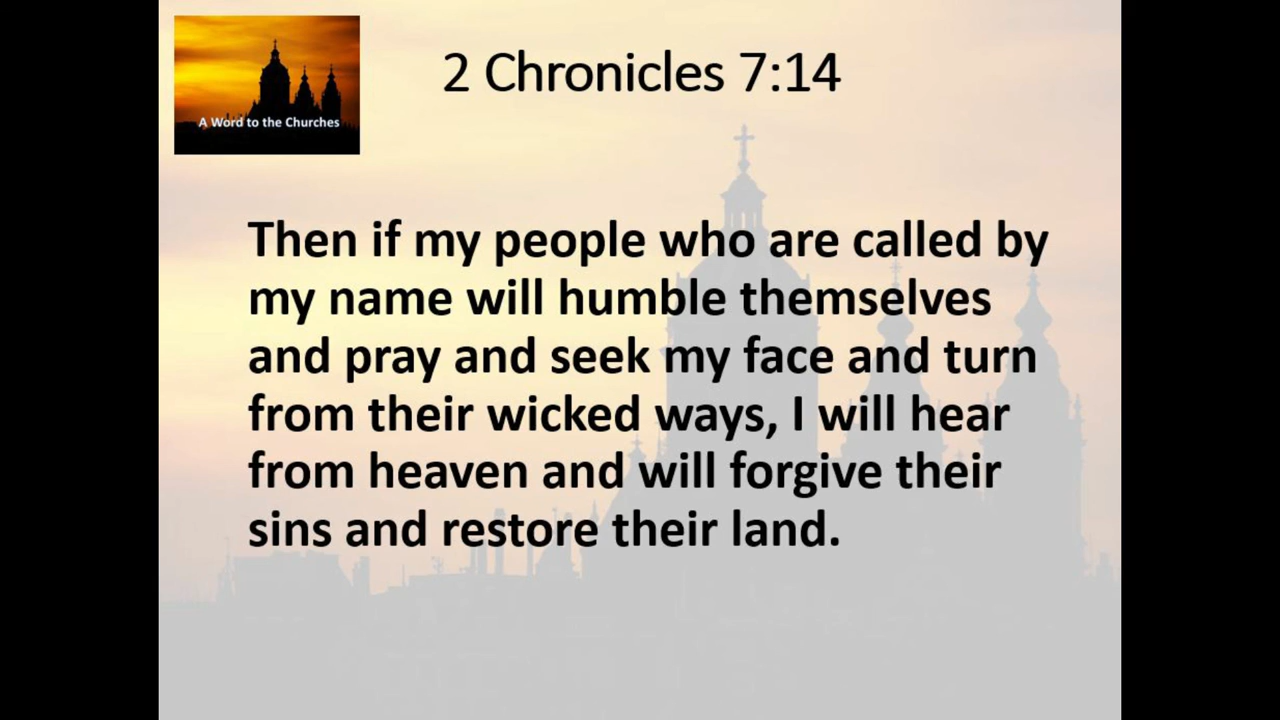 A Word to the Churches
2 Chronicles 7:14
Then if my people who are called by
my name will humble themselves
and pray and seek my face and turn
from their wicked ways, I will hear
from heaven and will forgive their
sins and restore their land.